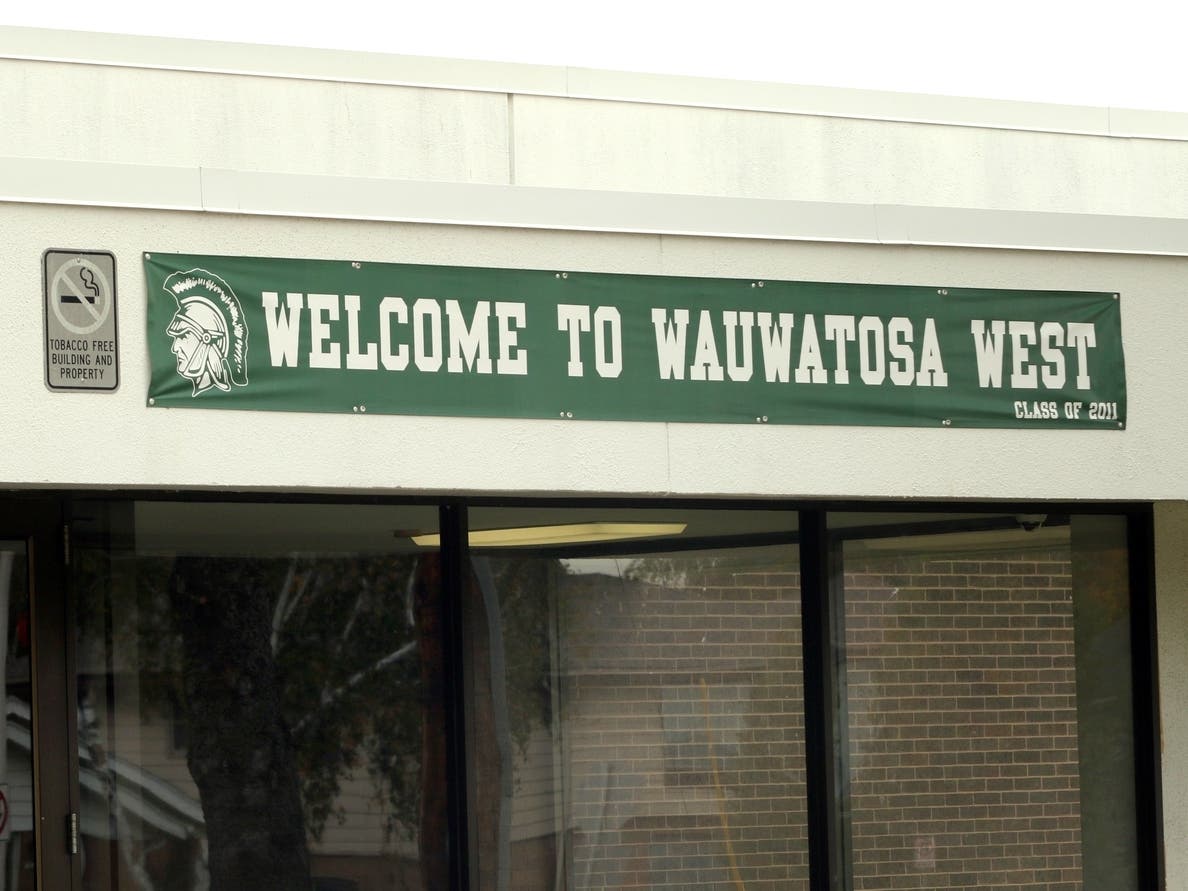 TOBACCO FREE
BUILDING AND
PROPERTY
WELCOME TO WAUWATOSA WEST
CLASS OF 2011